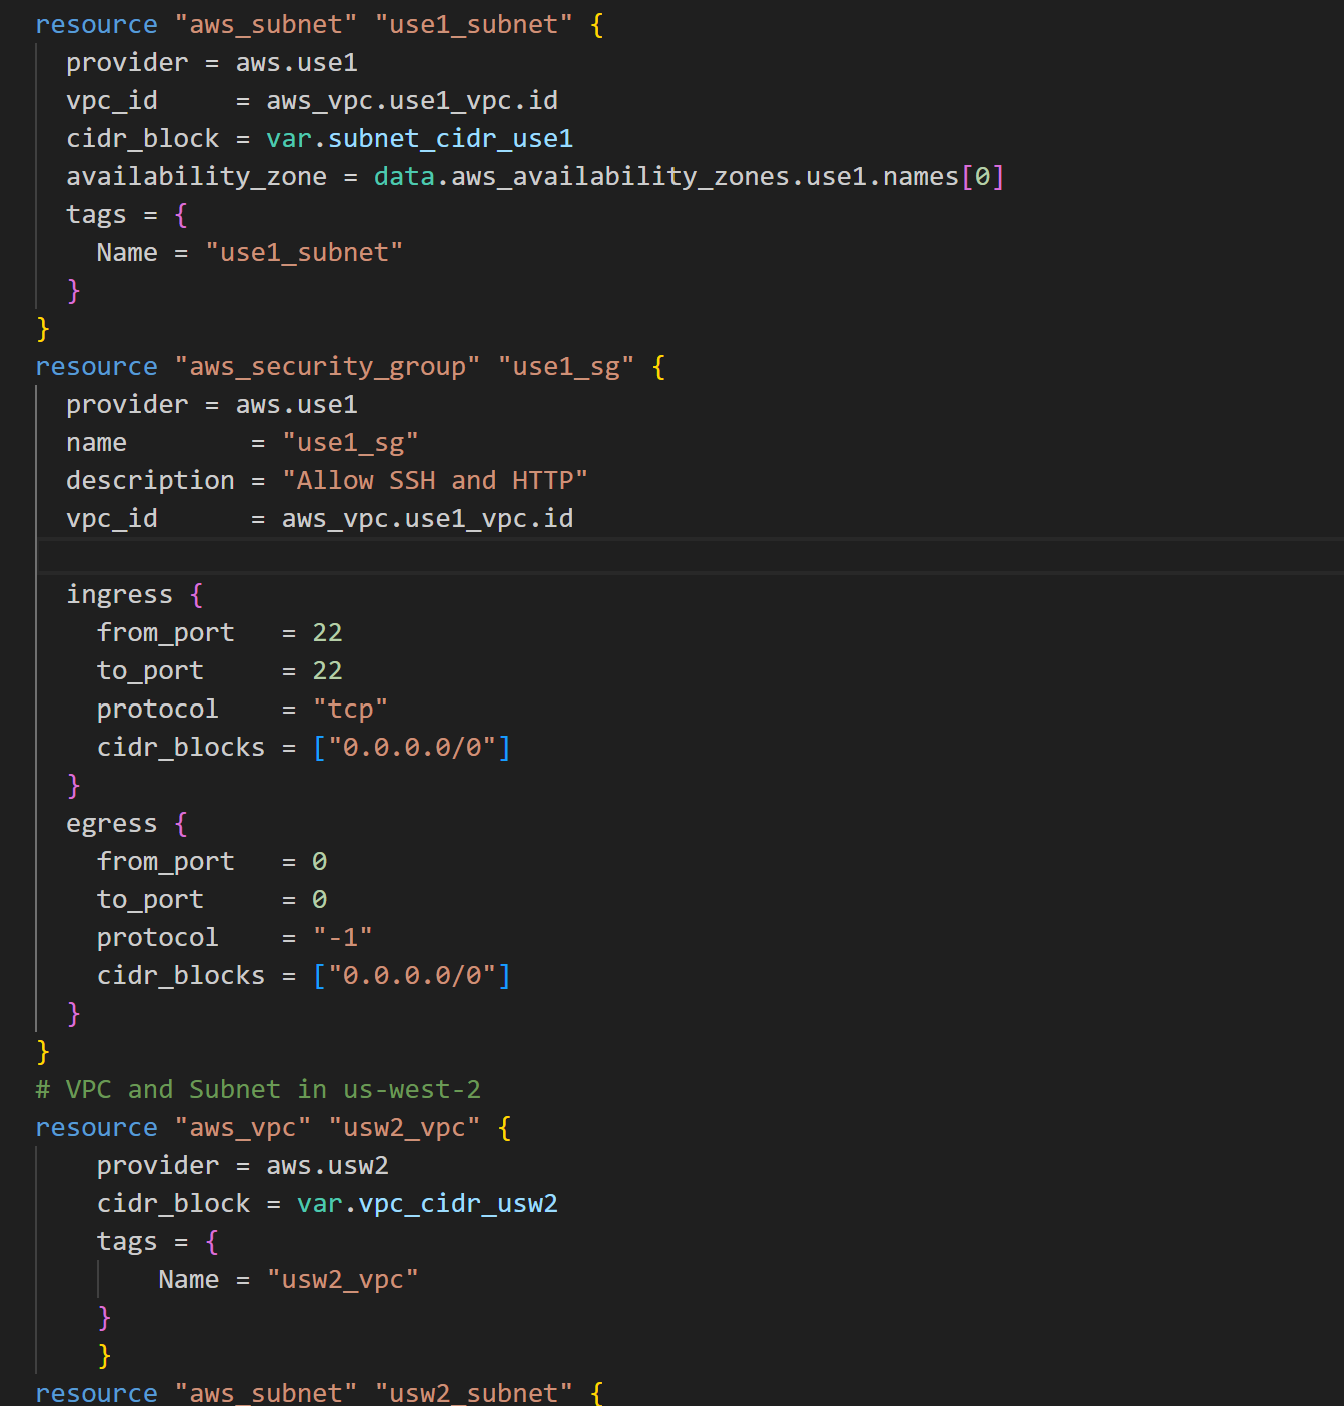 resource "aws_subnet" "use1_subnet" {
  provider = aws.use1
  vpc_id     = aws_vpc.use1_vpc.id
  cidr_block = var.subnet_cidr_use1
  availability_zone = data.aws_availability_zones.use1.names[0]
  tags = {
    Name = "use1_subnet"
  }
}
resource "aws_security_group" "use1_sg" {
  provider = aws.use1
  name        = "use1_sg"
  description = "Allow SSH and HTTP"
  vpc_id      = aws_vpc.use1_vpc.id

  ingress {
    from_port   = 22
    to_port     = 22
    protocol    = "tcp"
    cidr_blocks = ["0.0.0.0/0"]
  }
  egress {
    from_port   = 0
    to_port     = 0
    protocol    = "-1"
    cidr_blocks = ["0.0.0.0/0"]
  }
}
# VPC and Subnet in us-west-2
resource "aws_vpc" "usw2_vpc" {
    provider = aws.usw2
    cidr_block = var.vpc_cidr_usw2
    tags = {
        Name = "usw2_vpc"
    }
    }
resource "aws_subnet" "usw2_subnet" {